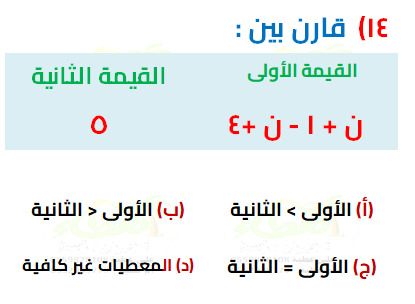 ١٤) قارن بين :
القيمة الأولى القيمة الثانية
ن + ١ - ن +٤ ٥
(أ) الأولى > الثانية (ب) الأولى < الثانية
(ج) الأولى = الثانية (د) المعطيات غير كافية